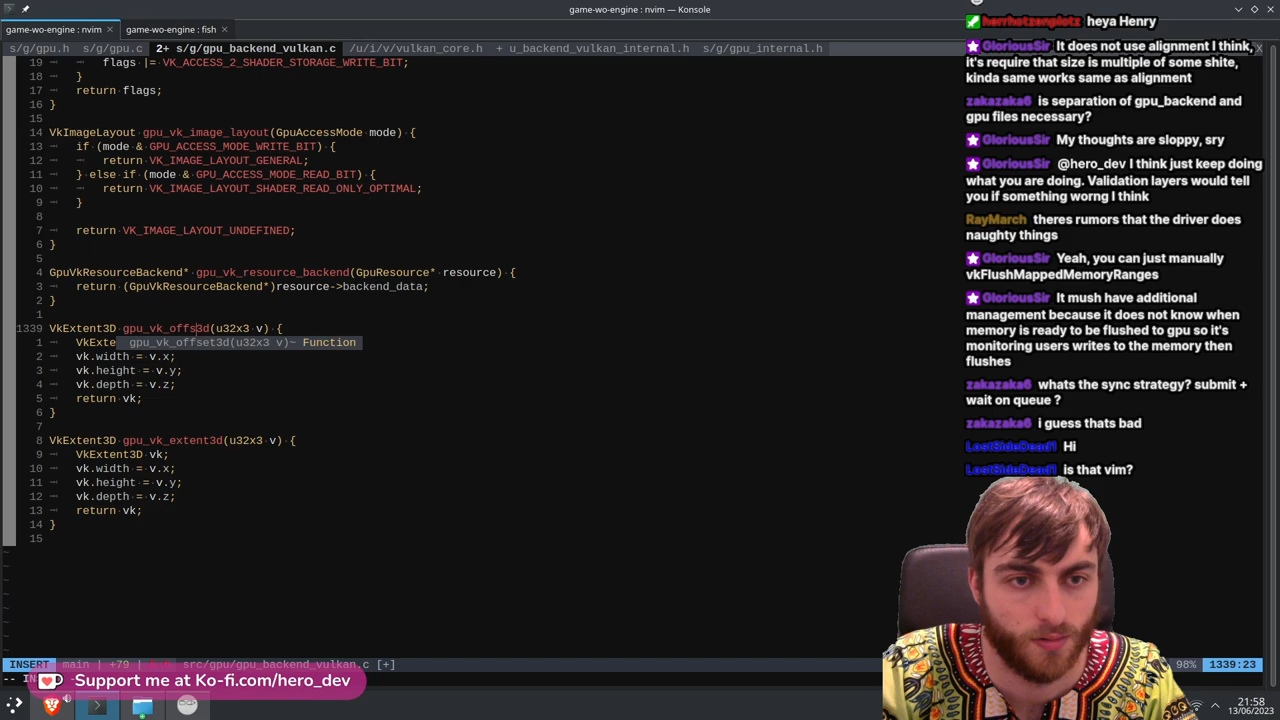 game-wo-engine : nvim — Konsole
game-wo-engine : nvim
game-wo-engine : fish
s/g/gpu.h s/g/gpu.c 2+ s/g/gpu_backend_vulkan.c /u/i/v/vulkan_core.h + u_backend_vulkan_internal.h s/g/gpu_internal.h
19 flags |= VK_ACCESS_2_SHADER_STORAGE_WRITE_BIT;
18 }
17 return flags;
16 }
15
14 VkImageLayout gpu_vk_image_layout(GpuAccessMode mode) {
13 if (mode & GPU_ACCESS_MODE_WRITE_BIT) {
12 return VK_IMAGE_LAYOUT_GENERAL;
11 } else if (mode & GPU_ACCESS_MODE_READ_BIT) {
10 return VK_IMAGE_LAYOUT_SHADER_READ_ONLY_OPTIMAL;
9 }
8
7 return VK_IMAGE_LAYOUT_UNDEFINED;
6 }
5
4 GpuVkResourceBackend* gpu_vk_resource_backend(GpuResource* resource) {
3 return (GpuVkResourceBackend*)resource->backend_data;
2 }
1
1339 VkExtent3D gpu_vk_offs3d(u32x3 v) {
1 VkExte gpu_vk_offset3d(u32x3 v)~ Function
2 vk.width = v.x;
3 vk.height = v.y;
4 vk.depth = v.z;
5 return vk;
6 }
7
8 VkExtent3D gpu_vk_extent3d(u32x3 v) {
9 VkExtent3D vk;
10 vk.width = v.x;
11 vk.height = v.y;
12 vk.depth = v.z;
13 return vk;
14 }
15
INSERT main | +79 | src/gpu/gpu_backend_vulkan.c [+] 98% 1339:23
-- IN
Support me at Ko-fi.com/hero_dev
21:58
13/06/2023
herrhotzenplotz heya Henry
GloriousSir It does not use alignment I think,
it's require that size is multiple of some shite,
kinda same works same as alignment
zakazaka6 is separation of gpu_backend and
gpu files necessary?
GloriousSir My thoughts are sloppy, sry
GloriousSir @hero_dev I think just keep doing
what you are doing. Validation layers would tell
you if something worng I think
RayMarch theres rumors that the driver does
naughty things
GloriousSir Yeah, you can just manually
vkFlushMappedMemoryRanges
GloriousSir It mush have additional
management because it does not know when
memory is ready to be flushed to gpu so it's
monitoring users writes to the memory then
flushes
zakazaka6 whats the sync strategy? submit +
wait on queue ?
zakazaka6 i guess thats bad
LostSideDead1 Hi
LostSideDead1 is that vim?